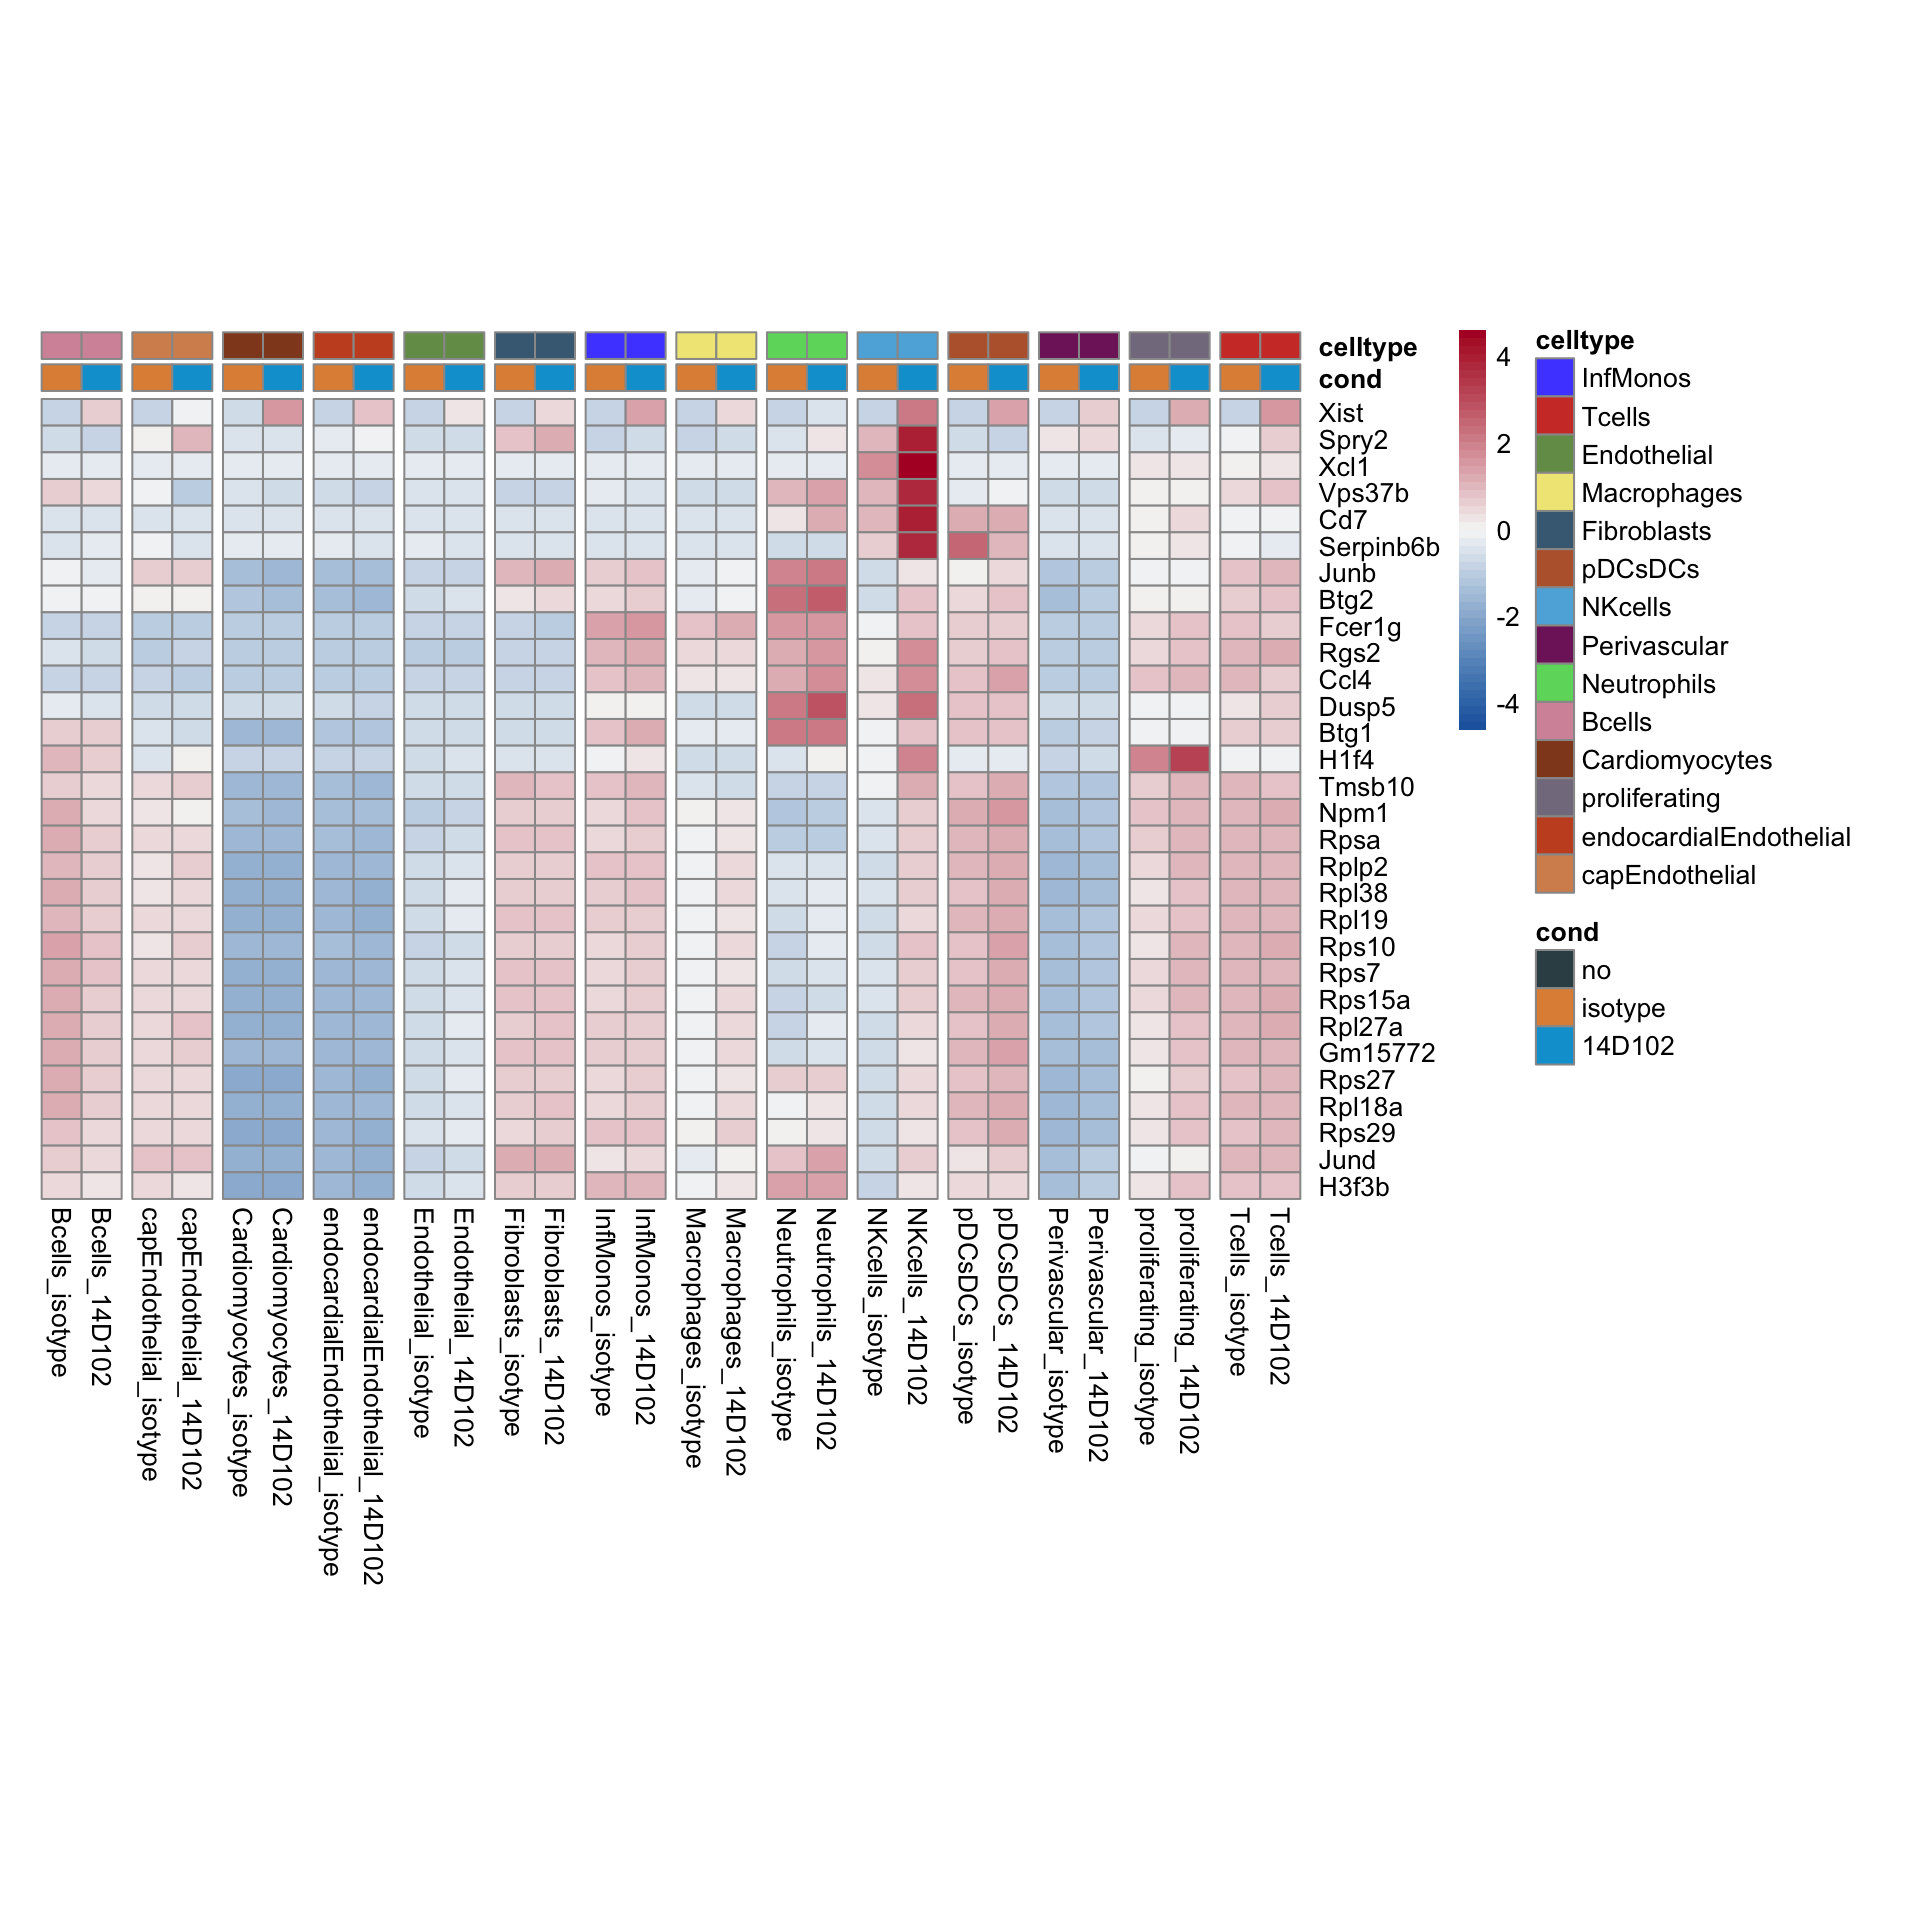 celltype
cond
Xist
Spry2
Xcl1
Vps37b
Cd7
Serpinb6b
Junb
Btg2
Fcer1g
Rgs2
Ccl4
Dusp5
Btg1
H1f4
Tmsb10
Npm1
Rpsa
Rplp2
Rpl38
Rpl19
Rps10
Rps7
Rps15a
Rpl27a
Gm15772
Rps27
Rpl18a
Rps29
Jund
H3f3b
Bcells_isotype
Bcells_14D102
capEndothelial_isotype
capEndothelial_14D102
Cardiomyocytes_isotype
Cardiomyocytes_14D102
endocardialEndothelial_isotype
endocardialEndothelial_14D102
Endothelial_isotype
Endothelial_14D102
Fibroblasts_isotype
Fibroblasts_14D102
InfMonos_isotype
InfMonos_14D102
Macrophages_isotype
Macrophages_14D102
Neutrophils_isotype
Neutrophils_14D102
NKcells_isotype
NKcells_14D102
pDCsDCs_isotype
pDCsDCs_14D102
Perivascular_isotype
Perivascular_14D102
proliferating_isotype
proliferating_14D102
Tcells_isotype
Tcells_14D102
4
2
0
-2
-4
celltype
InfMonos
Tcells
Endothelial
Macrophages
Fibroblasts
pDCsDCs
NKcells
Perivascular
Neutrophils
Bcells
Cardiomyocytes
proliferating
endocardialEndothelial
capEndothelial
cond
no
isotype
14D102